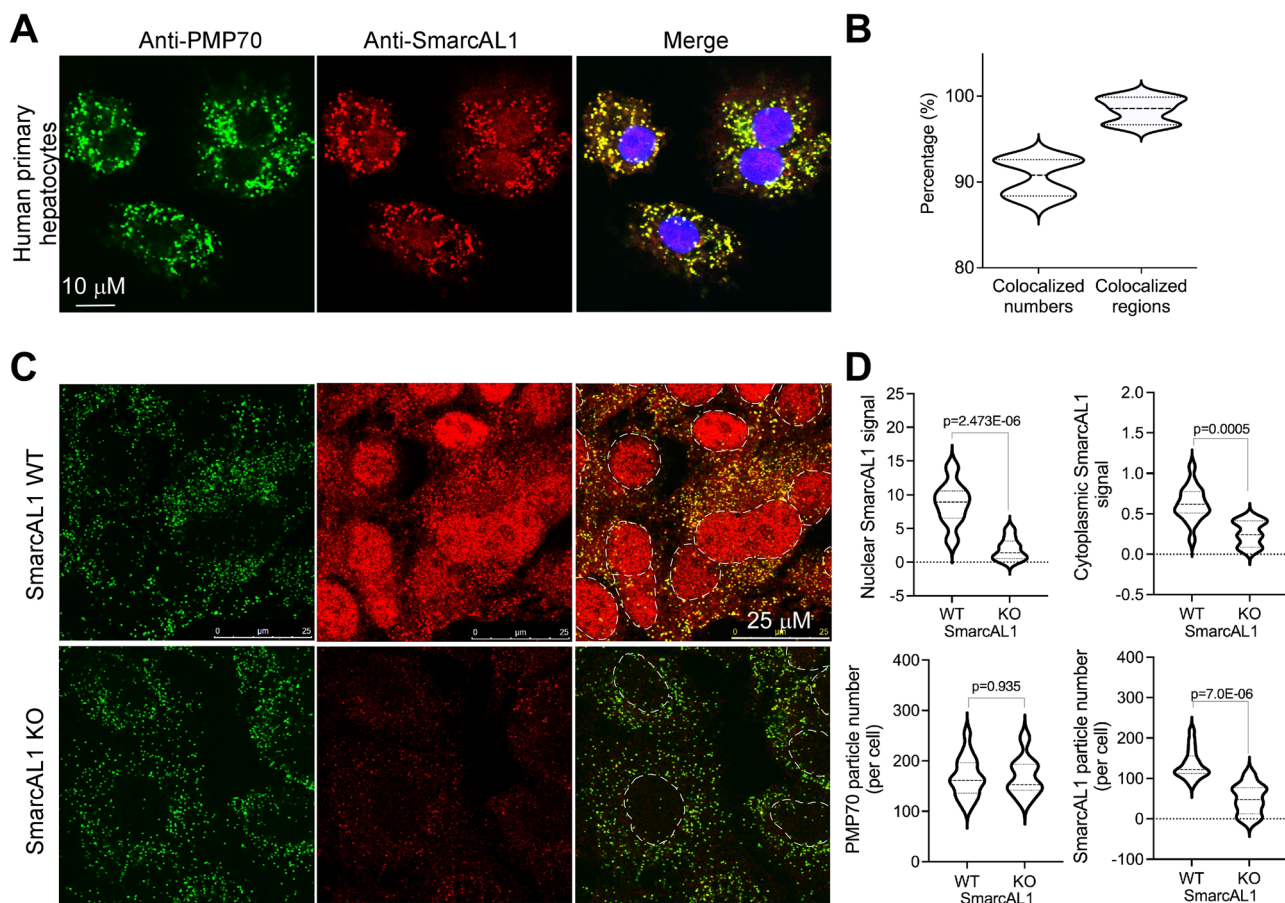 A
Anti-PMP70
Anti-SmarcAL1
Merge
Human primary
hepatocytes
10 μM
B
Percentage (%)
100
90
80
Colocalized
numbers
Colocalized
regions
C
SmarcAL1 WT
0 μm 25
0 μm 25
0 μm 25
25 μM
SmarcAL1 KO
D
Nuclear SmarcAL1 signal
25
20
15
10
5
0
-5
p=2.473E-06
WT KO
SmarcAL1
Cytoplasmic SmarcAL1
signal
2.0
1.5
1.0
0.5
0.0
-0.5
p=0.0005
WT KO
SmarcAL1
PMP70 particle number
(per cell)
400
300
200
100
0
p=0.935
WT KO
SmarcAL1
SmarcAL1 particle number
(per cell)
400
300
200
100
0
-100
p=7.0E-06
WT KO
SmarcAL1